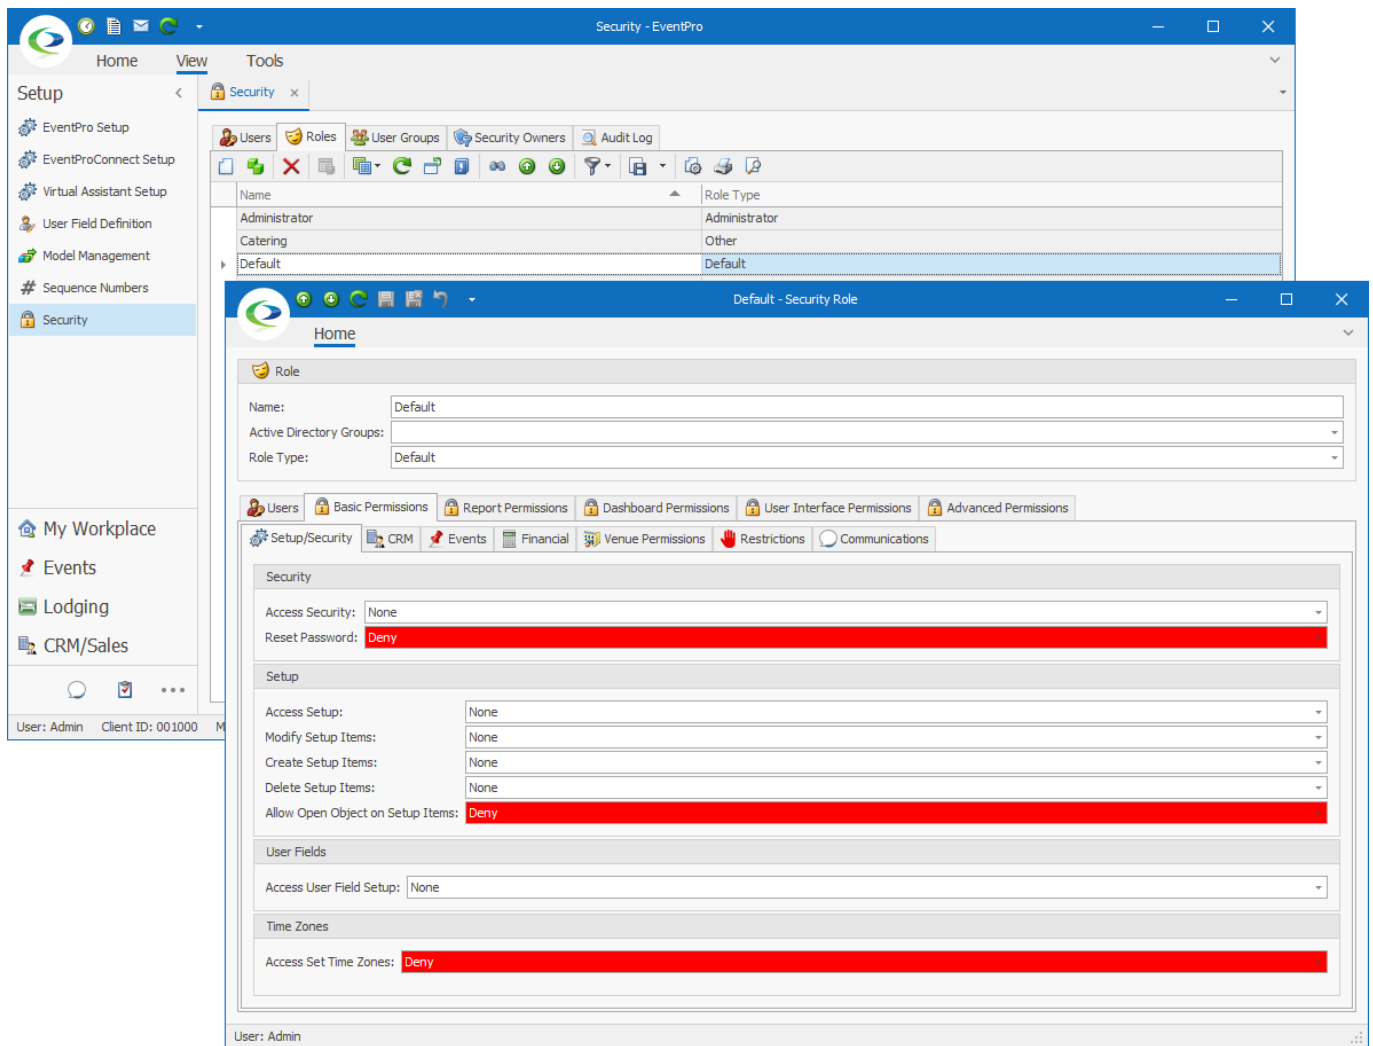 Security - EventPro
Home View Tools
Setup
Security
EventPro Setup
EventProConnect Setup
Virtual Assistant Setup
User Field Definition
Model Management
# Sequence Numbers
Security
Users Roles User Groups Security Owners Audit Log
Name Role Type
Administrator Administrator
Catering Other
Default Default
My Workplace
Events
Lodging
CRM/Sales
User: Admin Client ID: 001000 M
Default - Security Role
Home
Role
Name: Default
Active Directory Groups:
Role Type: Default
Users Basic Permissions Report Permissions Dashboard Permissions User Interface Permissions Advanced Permissions
Setup/Security CRM Events Financial Venue Permissions Restrictions Communications
Security
Access Security: None
Reset Password: Deny
Setup
Access Setup: None
Modify Setup Items: None
Create Setup Items: None
Delete Setup Items: None
Allow Open Object on Setup Items: Deny
User Fields
Access User Field Setup: None
Time Zones
Access Set Time Zones: Deny
User: Admin